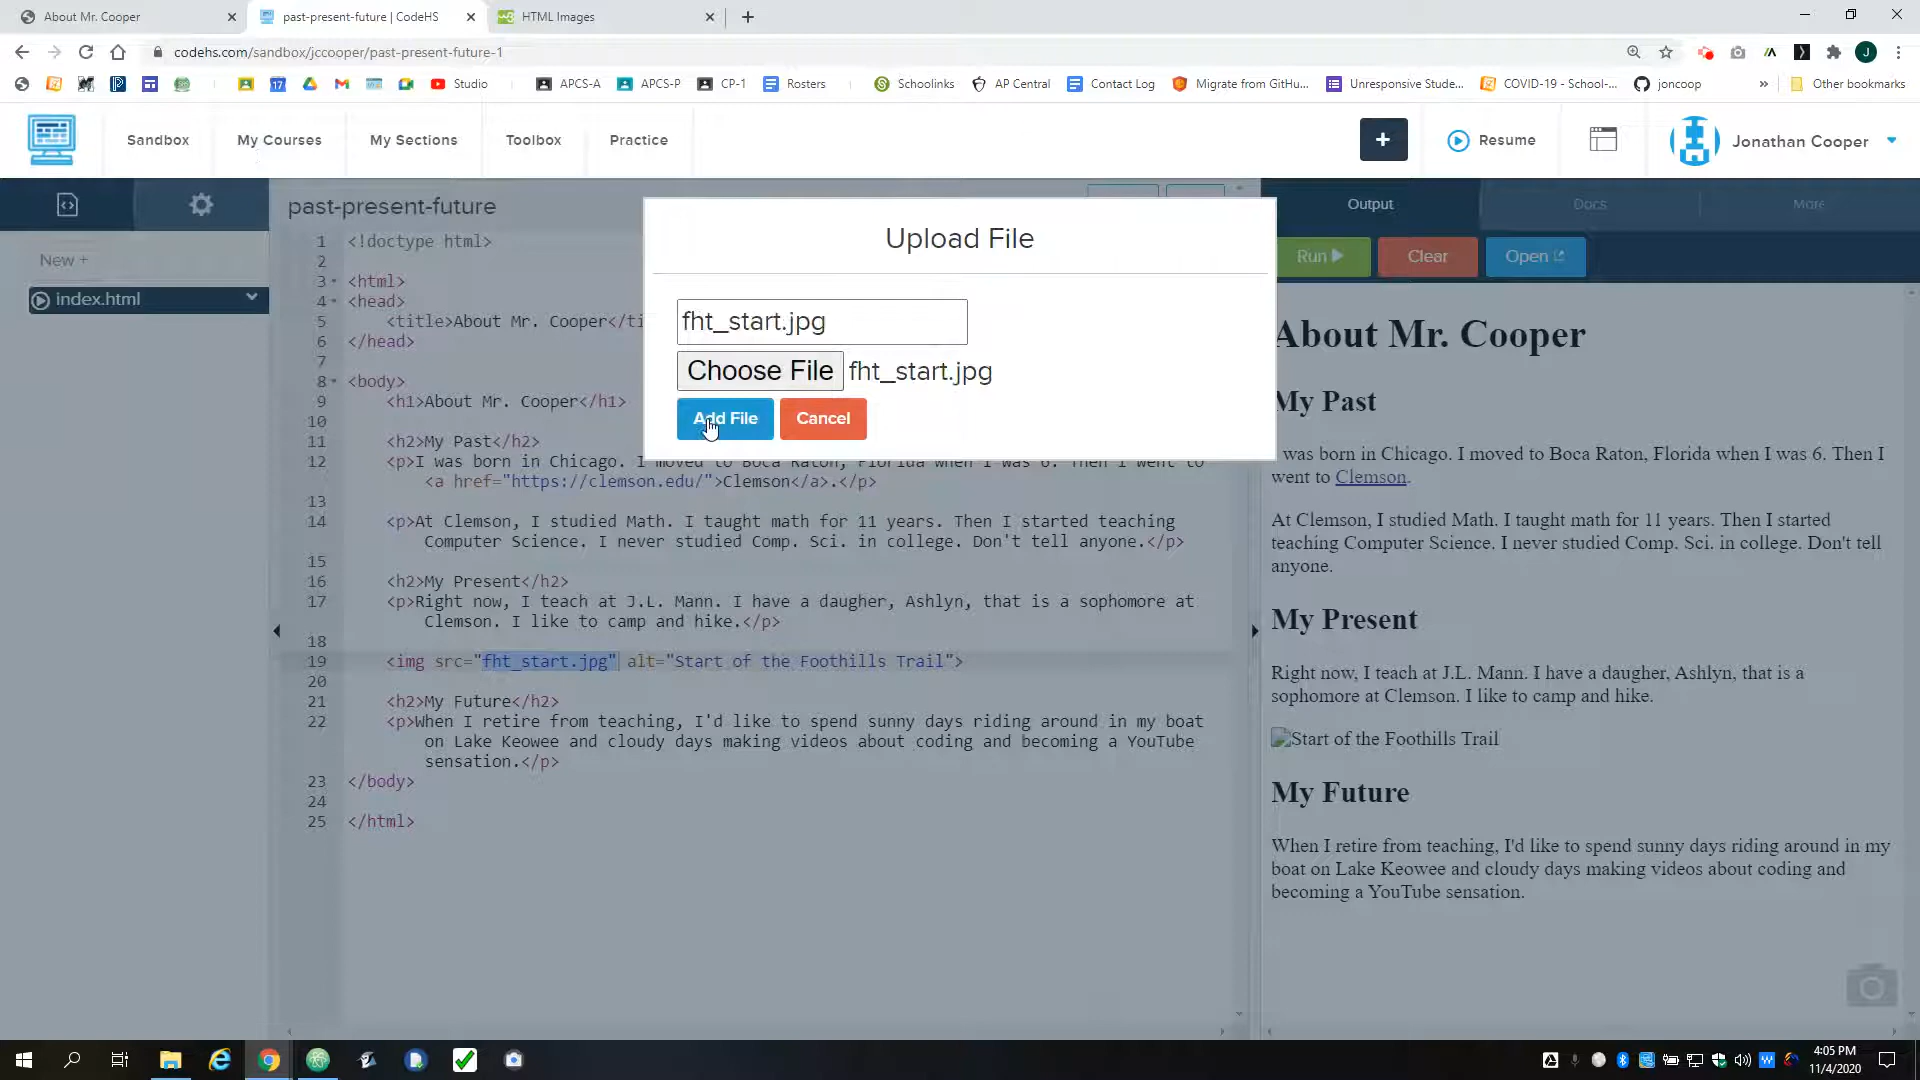 About Mr. Cooper
past-present-future | CodeHS
HTML Images
codehs.com/sandbox/jccooper/past-present-future-1
J
17
Studio
APCS-A
APCS-P
CP-1
Rosters
Schoolinks
AP Central
Contact Log
Migrate from GitHu...
Unresponsive Stude...
COVID-19 - School-...
joncoop
»
Other bookmarks
Sandbox
My Courses
My Sections
Toolbox
Practice
+
Resume
Jonathan Cooper
past-present-future
New +
index.html
Upload File
fht_start.jpg
Choose File fht_start.jpg
Add File
Cancel
1 <!doctype html>
2
3 <html>
4 <head>
5 <title>About Mr. Cooper</ti
6 </head>
7
8 <body>
9 <h1>About Mr. Cooper</h1>
10
11 <h2>My Past</h2>
12 <p>I was born in Chicago. I moved to Boca Raton, Florida when I was 6. Then I went to
<a href="https://clemson.edu/">Clemson</a>.</p>
13
14 <p>At Clemson, I studied Math. I taught math for 11 years. Then I started teaching
Computer Science. I never studied Comp. Sci. in college. Don't tell anyone.</p>
15
16 <h2>My Present</h2>
17 <p>Right now, I teach at J.L. Mann. I have a daugher, Ashlyn, that is a sophomore at
Clemson. I like to camp and hike.</p>
18
19 <img src="fht_start.jpg" alt="Start of the Foothills Trail">
20
21 <h2>My Future</h2>
22 <p>When I retire from teaching, I'd like to spend sunny days riding around in my boat
on Lake Keowee and cloudy days making videos about coding and becoming a YouTube
sensation.</p>
23 </body>
24
25 </html>
Output
Docs
More
Run
Clear
Open
About Mr. Cooper
My Past
was born in Chicago. I moved to Boca Raton, Florida when I was 6. Then I
went to Clemson.
At Clemson, I studied Math. I taught math for 11 years. Then I started
teaching Computer Science. I never studied Comp. Sci. in college. Don't tell
anyone.
My Present
Right now, I teach at J.L. Mann. I have a daugher, Ashlyn, that is a
sophomore at Clemson. I like to camp and hike.
Start of the Foothills Trail
My Future
When I retire from teaching, I'd like to spend sunny days riding around in my
boat on Lake Keowee and cloudy days making videos about coding and
becoming a YouTube sensation.
4:05 PM
11/4/2020